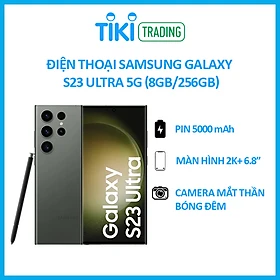 TIKI TRADING
ĐIỆN THOẠI SAMSUNG GALAXY
S23 ULTRA 5G (8GB/256GB)
PIN 5000 mAh
MÀN HÌNH 2K+ 6.8”
CAMERA MẮT THẦN
BÓNG ĐÊM
Galaxy
S23 Ultra